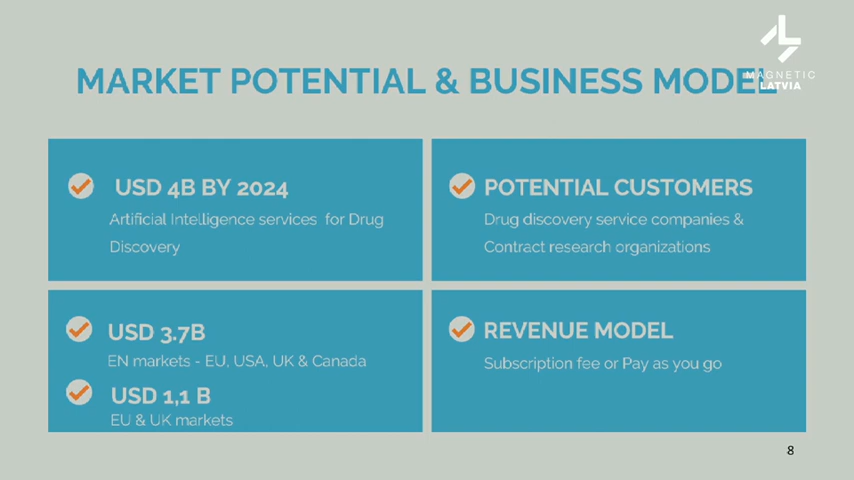 MAGNETIC
LATVIA
MARKET POTENTIAL & BUSINESS MODEL
USD 4B BY 2024
Artificial Intelligence services for Drug
Discovery
POTENTIAL CUSTOMERS
Drug discovery service companies &
Contract research organizations
USD 3.7B
EN markets - EU, USA, UK & Canada
USD 1,1 B
EU & UK markets
REVENUE MODEL
Subscription fee or Pay as you go
8